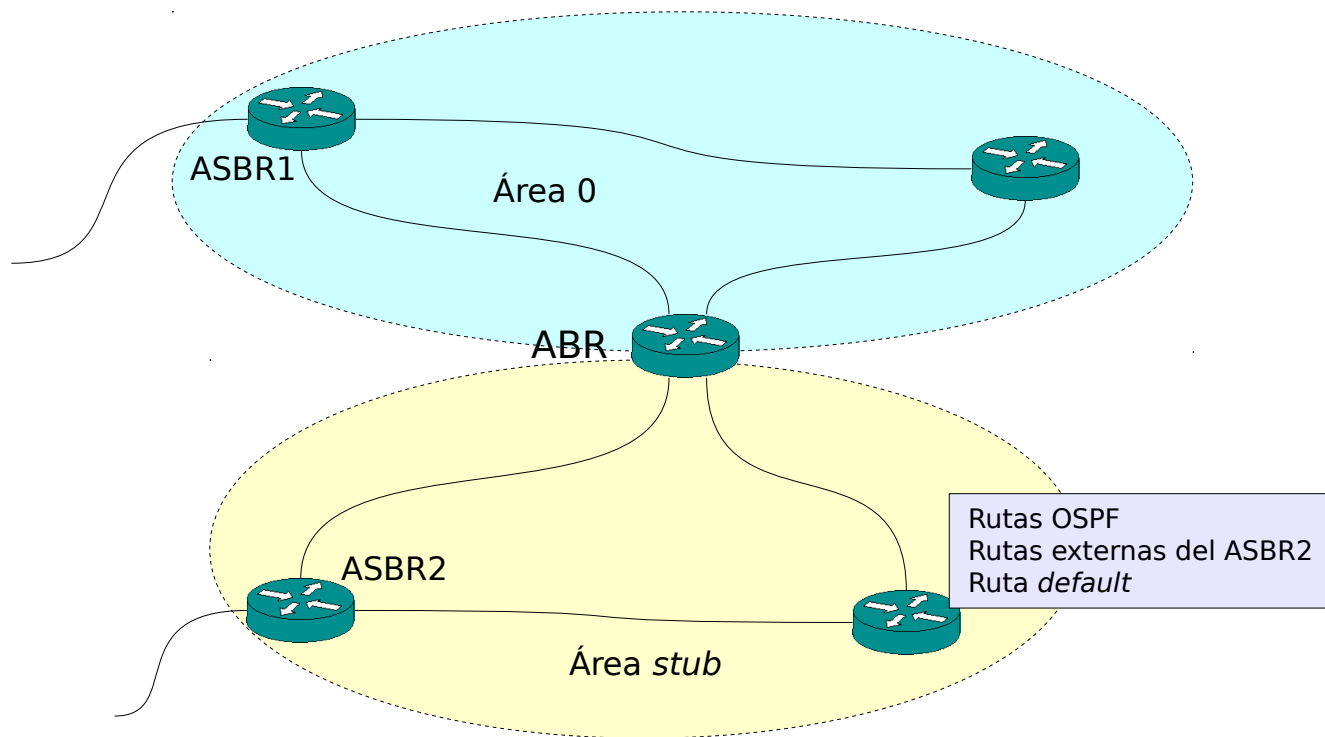 ASBR1
Área 0
ABR
Rutas OSPF
Rutas externas del ASBR2
Ruta default
ASBR2
Área stub